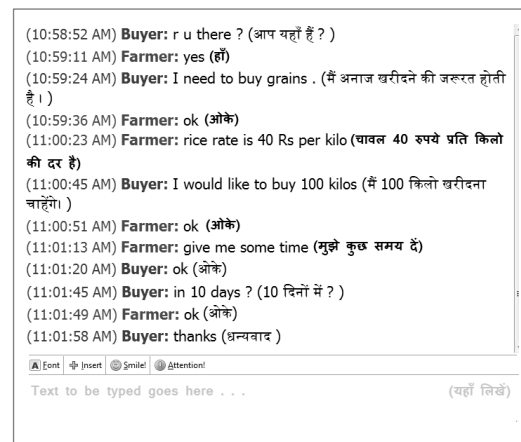 (10:58:52 AM) Buyer: r u there ? (आप यहाँ हैं ? )
(10:59:11 AM) Farmer: yes (हाँ)
(10:59:24 AM) Buyer: I need to buy grains . (मैं अनाज खरीदने की जरूरत होती
है । )
(10:59:36 AM) Farmer: ok (ओके)
(11:00:23 AM) Farmer: rice rate is 40 Rs per kilo (चावल 40 रुपये प्रति किलो
की दर है)
(11:00:45 AM) Buyer: I would like to buy 100 kilos (मैं 100 किलो खरीदना
चाहेंगे। )
(11:00:51 AM) Farmer: ok (ओके)
(11:01:13 AM) Farmer: give me some time (मुझे कुछ समय दें)
(11:01:20 AM) Buyer: ok (ओके)
(11:01:45 AM) Buyer: in 10 days ? (10 दिनों में ? )
(11:01:49 AM) Farmer: ok (ओके)
(11:01:58 AM) Buyer: thanks (धन्यवाद )
A Font Insert Smile! Attention!
Text to be typed goes here . . . (यहाँ लिखें)